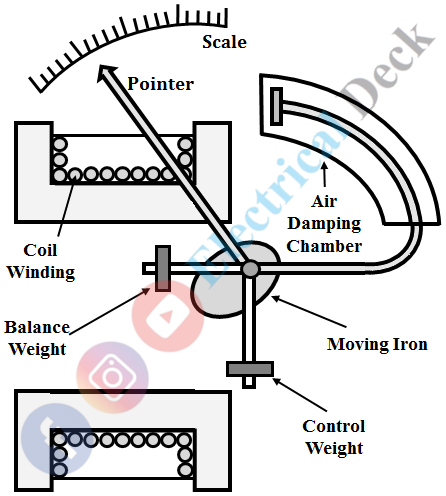 Scale
Pointer
Electrical Deck
Air
Damping
Chamber
Coil
Winding
Balance
Weight
Moving Iron
Control
Weight